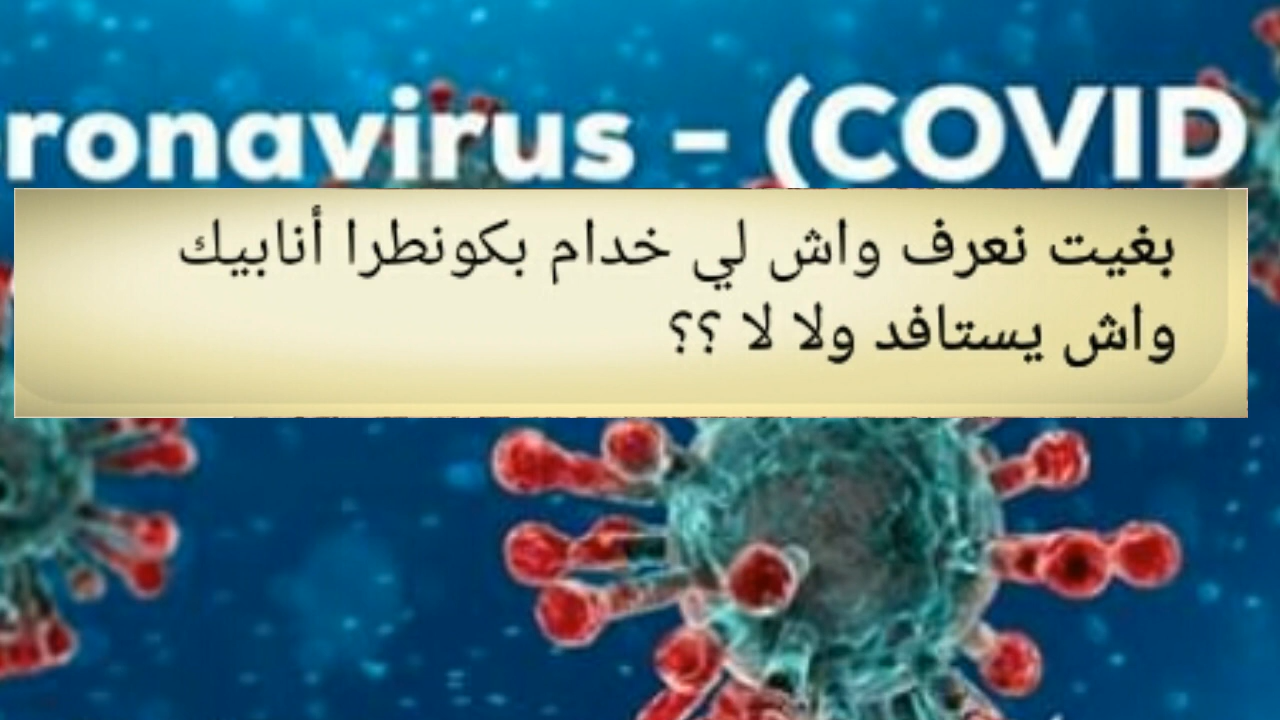 ronavirus - (COVID
بغيت نعرف واش لي خدام بكونطرا أنابيك
واش يستافد ولا لا ؟؟